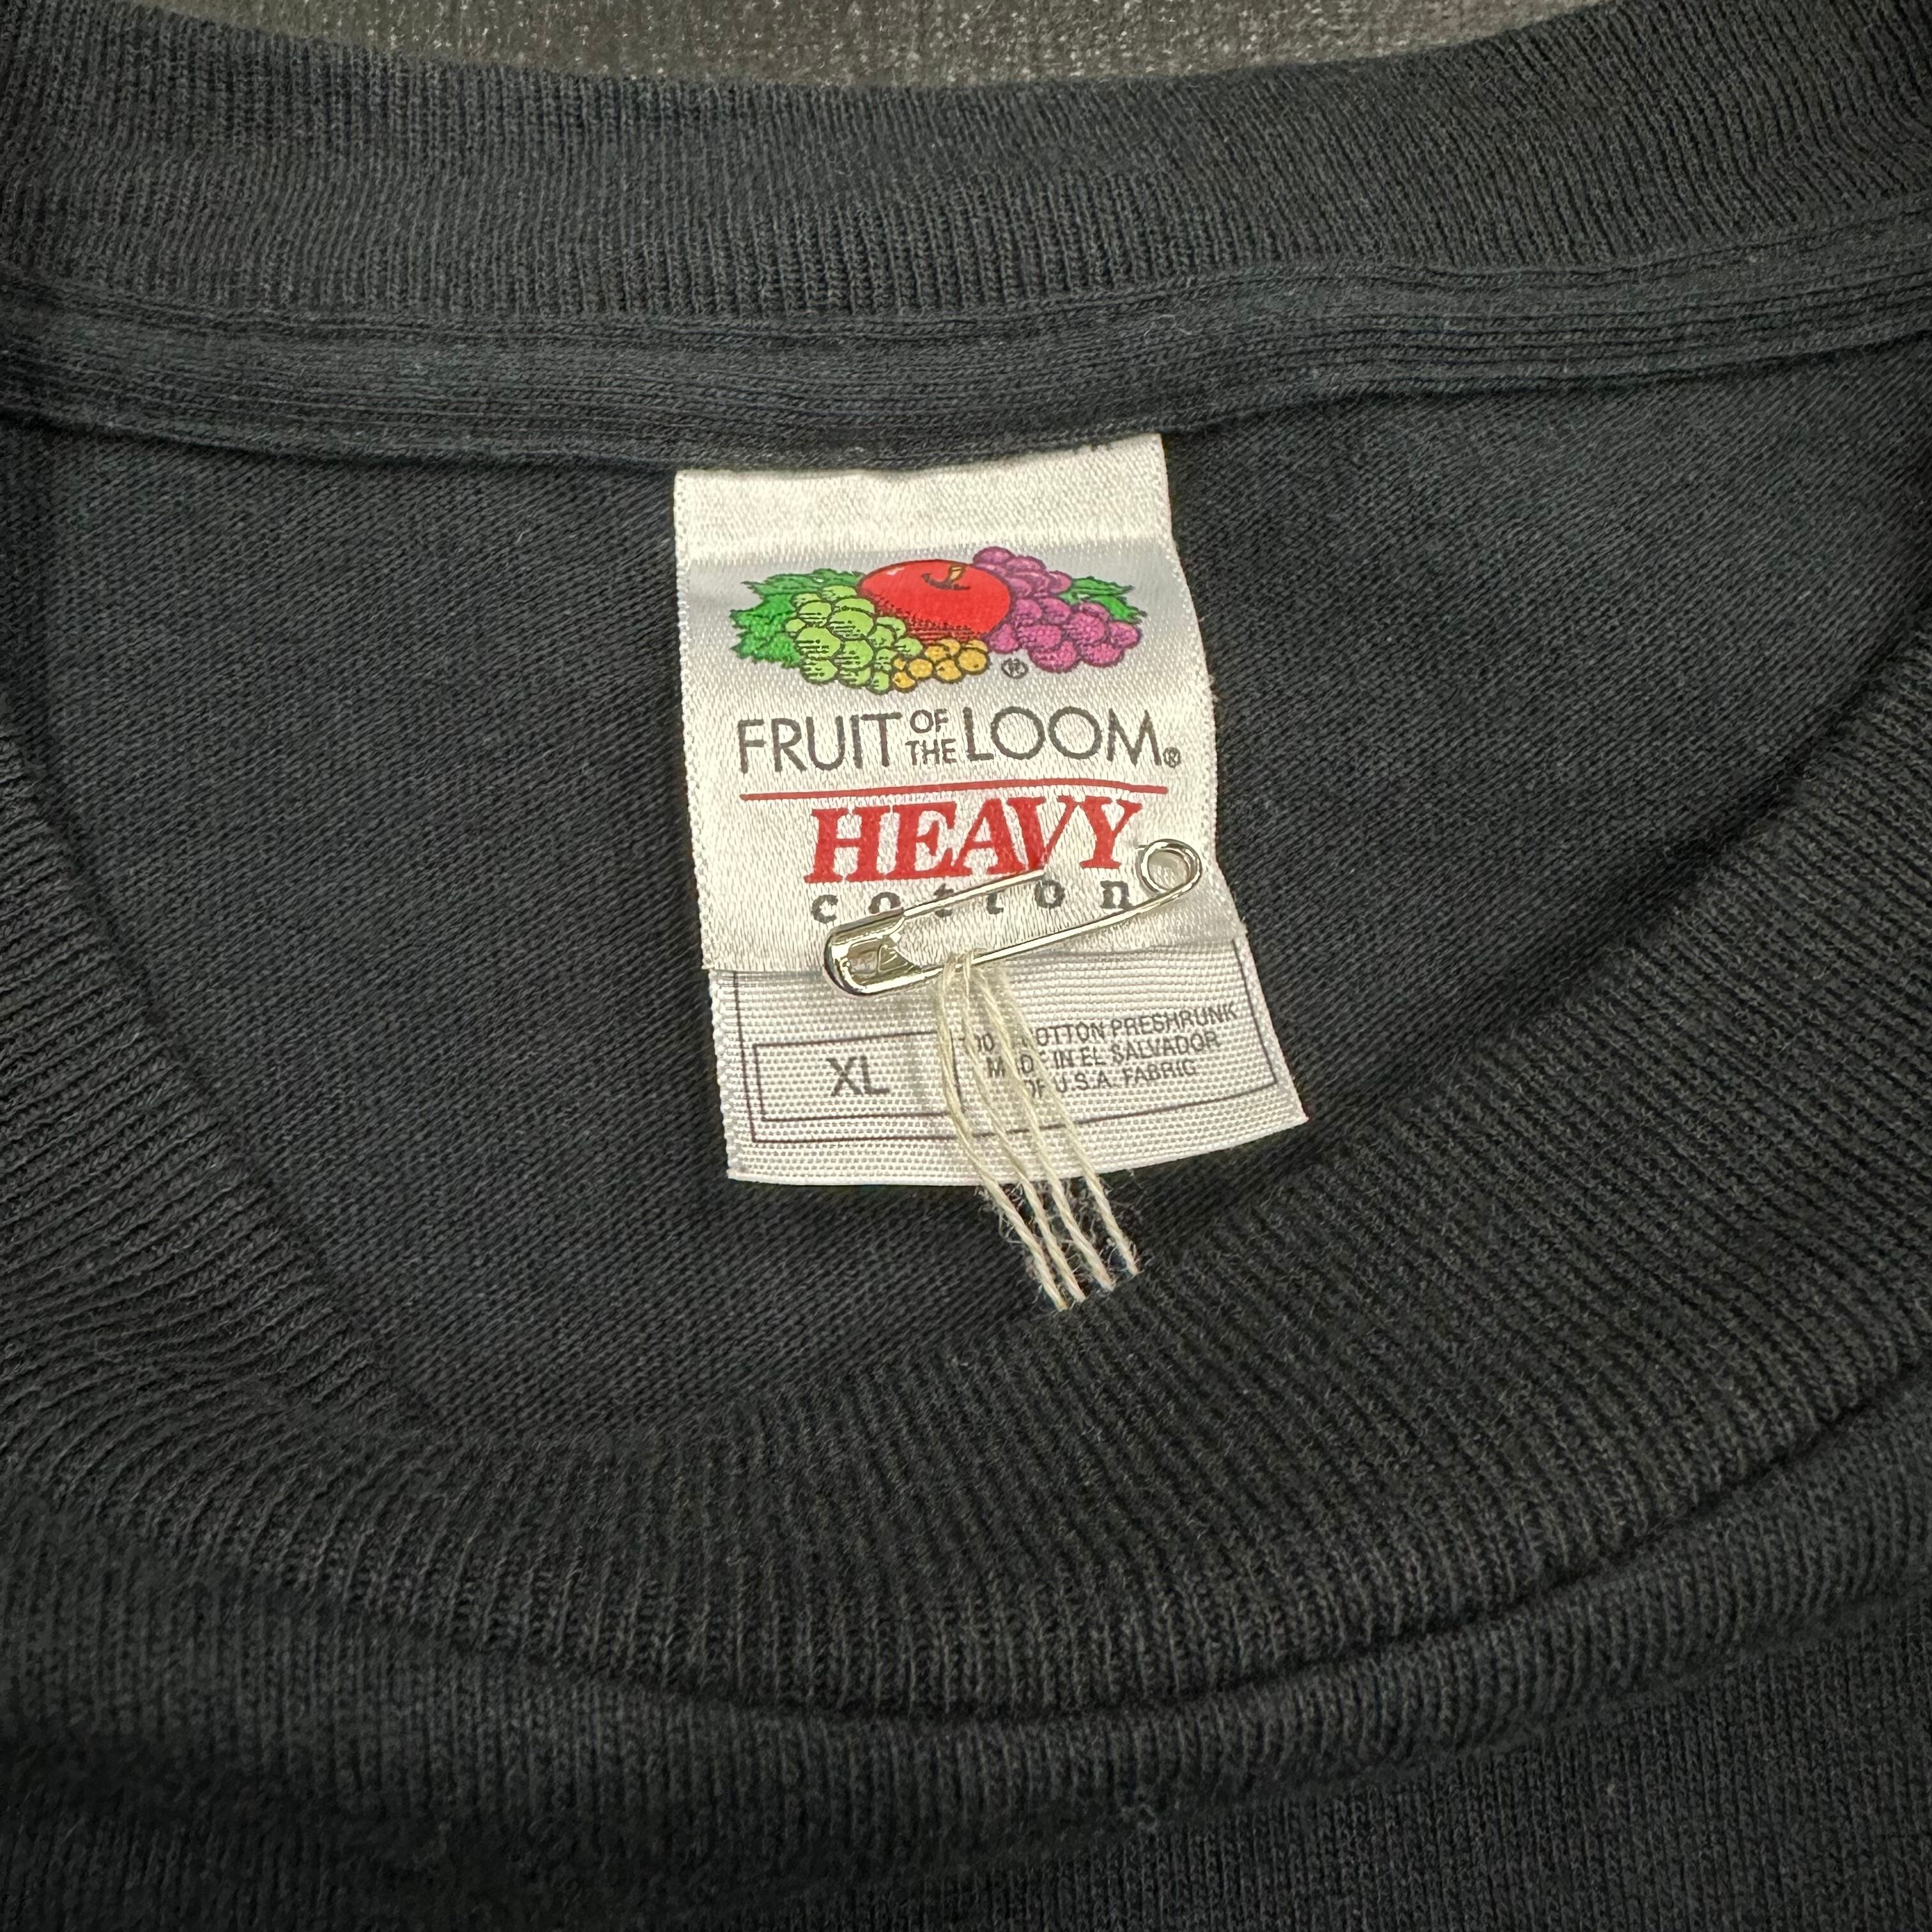 FRUIT OF THE LOOM®
HEAVY
cotton
XL
COTTON PRESHRUNK
MADE IN EL SALVADOR
OF U.S.A. FABRIC